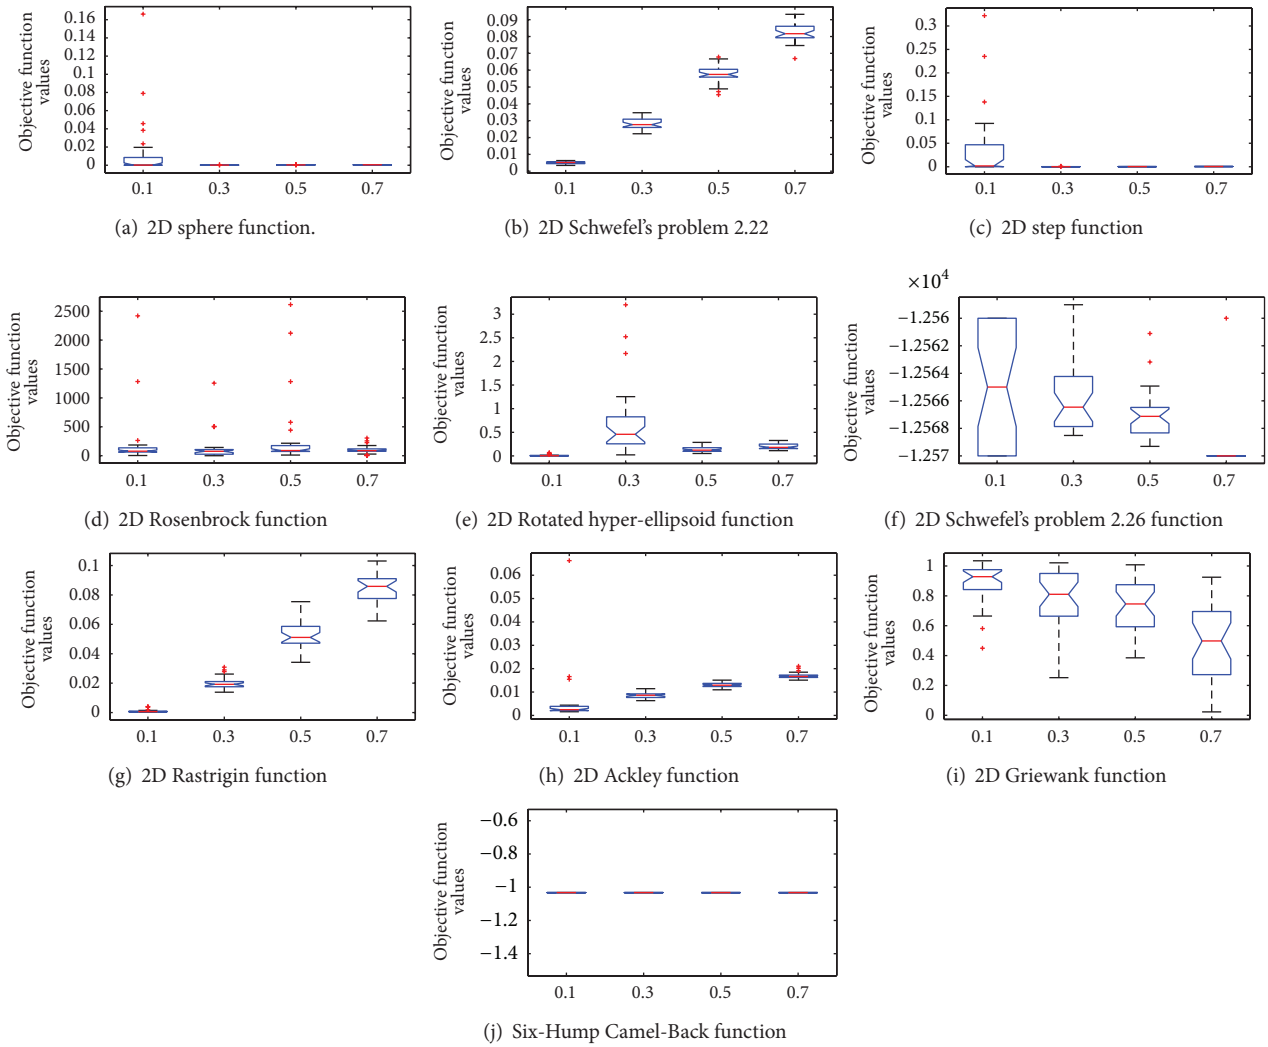 Objective function
values
0.16
0.14
0.12
0.1
0.08
0.06
0.04
0.02
0
0.1 0.3 0.5 0.7
(a) 2D sphere function.
Objective function
values
0.09
0.08
0.07
0.06
0.05
0.04
0.03
0.02
0.01
0
0.1 0.3 0.5 0.7
(b) 2D Schwefel's problem 2.22
Objective function
values
0.3
0.25
0.2
0.15
0.1
0.05
0
0.1 0.3 0.5 0.7
(c) 2D step function
Objective function
values
2500
2000
1500
1000
500
0
0.1 0.3 0.5 0.7
(d) 2D Rosenbrock function
Objective function
values
3
2.5
2
1.5
1
0.5
0
0.1 0.3 0.5 0.7
(e) 2D Rotated hyper-ellipsoid function
×10⁴
Objective function
values
−1.256
−1.2562
−1.2564
−1.2566
−1.2568
−1.257
0.1 0.3 0.5 0.7
(f) 2D Schwefel's problem 2.26 function
Objective function
values
0.1
0.08
0.06
0.04
0.02
0
0.1 0.3 0.5 0.7
(g) 2D Rastrigin function
Objective function
values
0.06
0.05
0.04
0.03
0.02
0.01
0
0.1 0.3 0.5 0.7
(h) 2D Ackley function
Objective function
values
1
0.8
0.6
0.4
0.2
0
0.1 0.3 0.5 0.7
(i) 2D Griewank function
Objective function
values
−0.6
−0.8
−1
−1.2
−1.4
0.1 0.3 0.5 0.7
(j) Six-Hump Camel-Back function